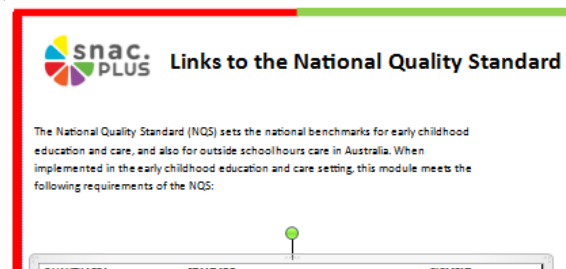 snac.
PLUS
Links to the National Quality Standard
The National Quality Standard (NQS) sets the national benchmarks for early childhood
education and care, and also for outside school hours care in Australia. When
implemented in the early childhood education and care setting, this module meets the
following requirements of the NQS: